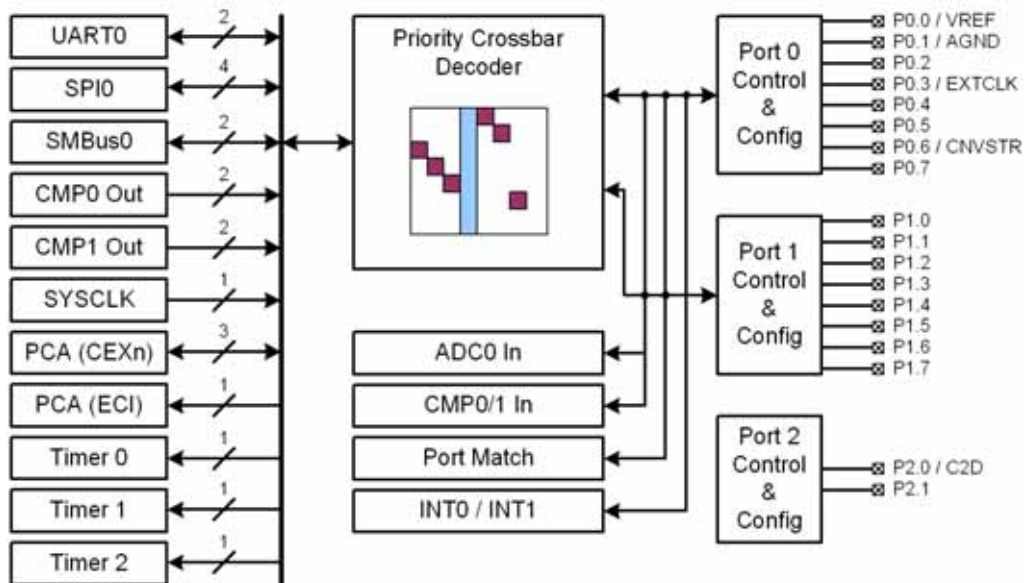 UART0
2
SPI0
4
SMBus0
2
CMP0 Out
2
CMP1 Out
2
SYSCLK
1
PCA (CEXn)
3
PCA (ECI)
1
Timer 0
1
Timer 1
1
Timer 2
1
Priority Crossbar
Decoder
ADC0 In
CMP0/1 In
Port Match
INT0 / INT1
Port 0
Control
&
Config
P0.0 / VREF
P0.1 / AGND
P0.2
P0.3 / EXTCLK
P0.4
P0.5
P0.6 / CNVSTR
P0.7
Port 1
Control
&
Config
P1.0
P1.1
P1.2
P1.3
P1.4
P1.5
P1.6
P1.7
Port 2
Control
&
Config
P2.0 / C2D
P2.1